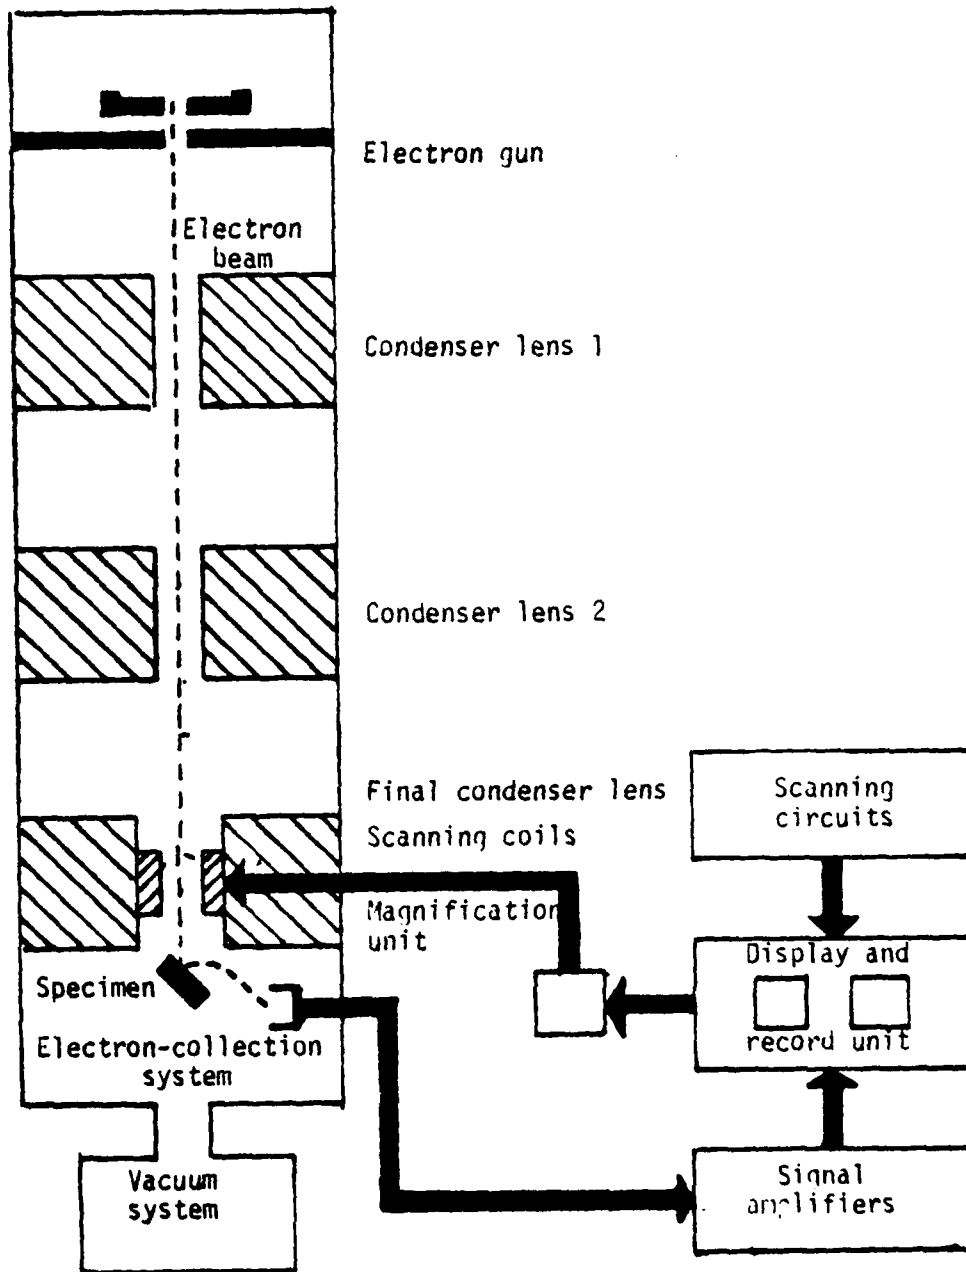 Electron gun
Electron
beam
Condenser lens 1
Condenser lens 2
Final condenser lens
Scanning coils
Magnification
unit
Scanning
circuits
Display and
record unit
Specimen
Electron-collection
system
Vacuum
system
Signal
amplifiers